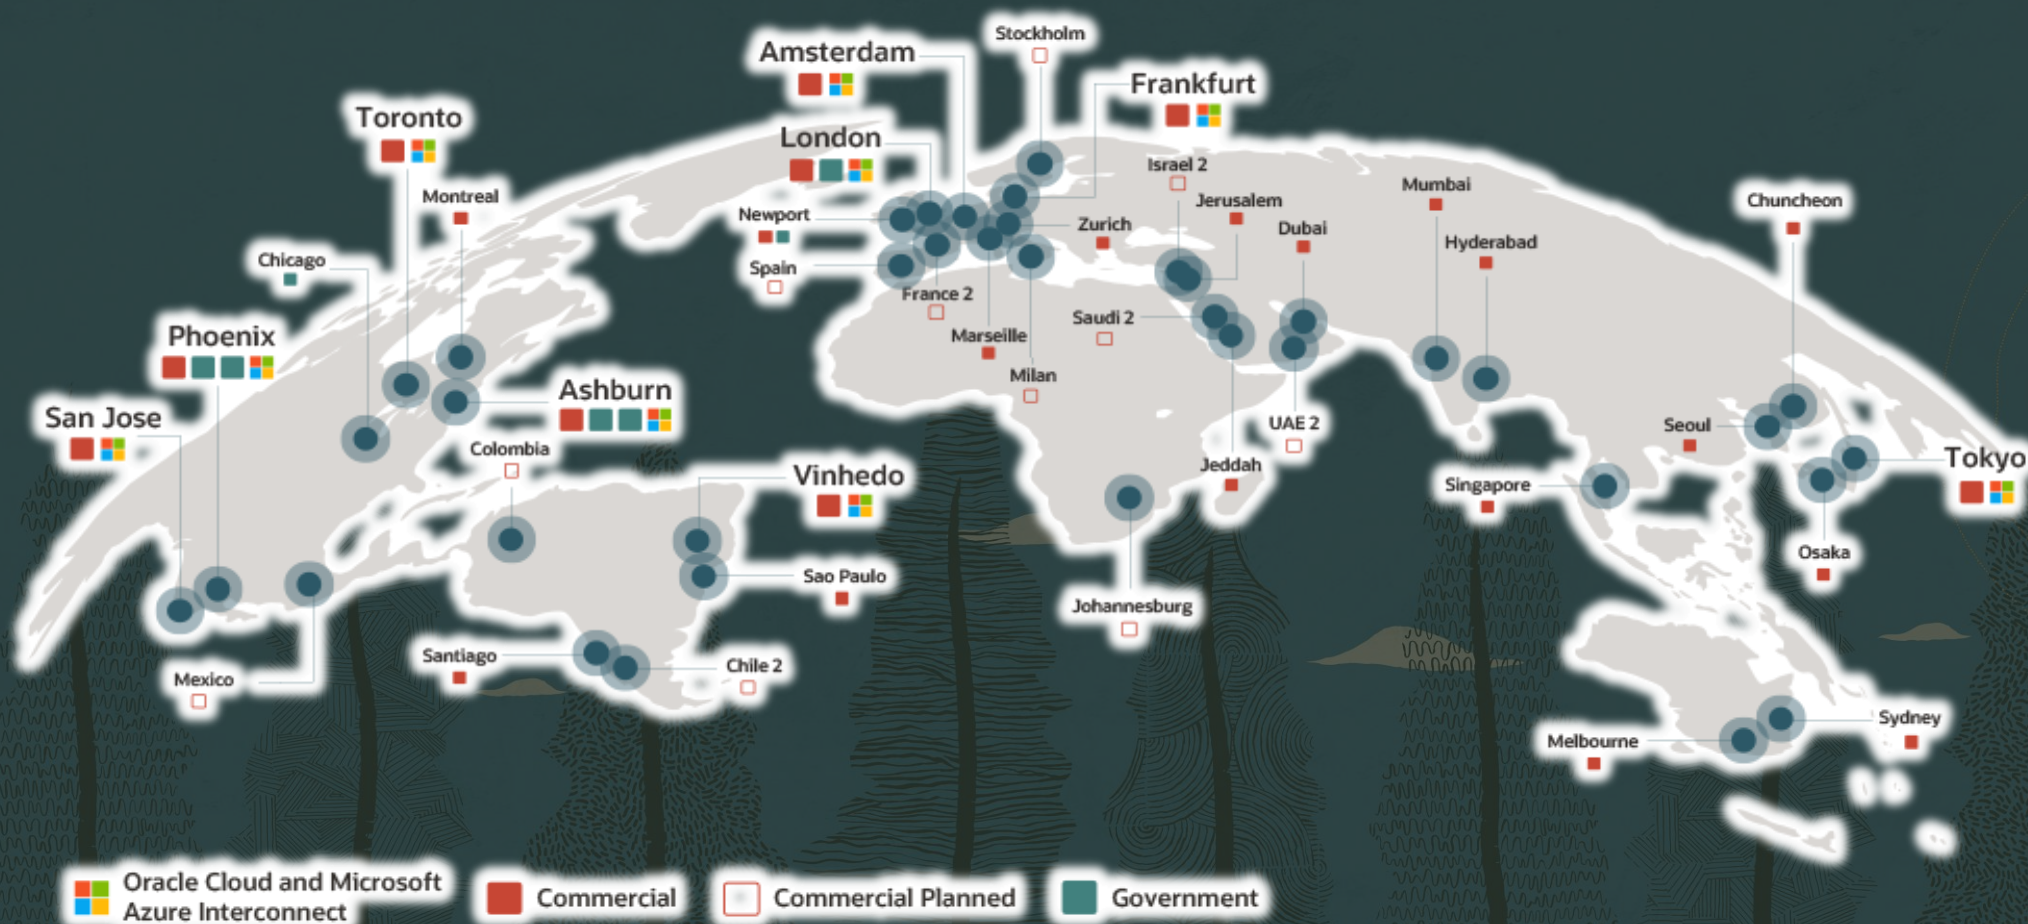 Stockholm
Amsterdam
Frankfurt
Toronto
London
Israel 2
Mumbai
Montreal
Jerusalem
Chuncheon
Newport
Zurich
Dubai
Hyderabad
Chicago
Spain
France 2
Saudi 2
Phoenix
Marseille
Milan
Ashburn
San Jose
UAE 2
Seoul
Colombia
Vinhedo
Jeddah
Singapore
Tokyo
Osaka
Sao Paulo
Johannesburg
Santiago
Chile 2
Mexico
Sydney
Melbourne
Oracle Cloud and Microsoft
Azure Interconnect
Commercial
Commercial Planned
Government